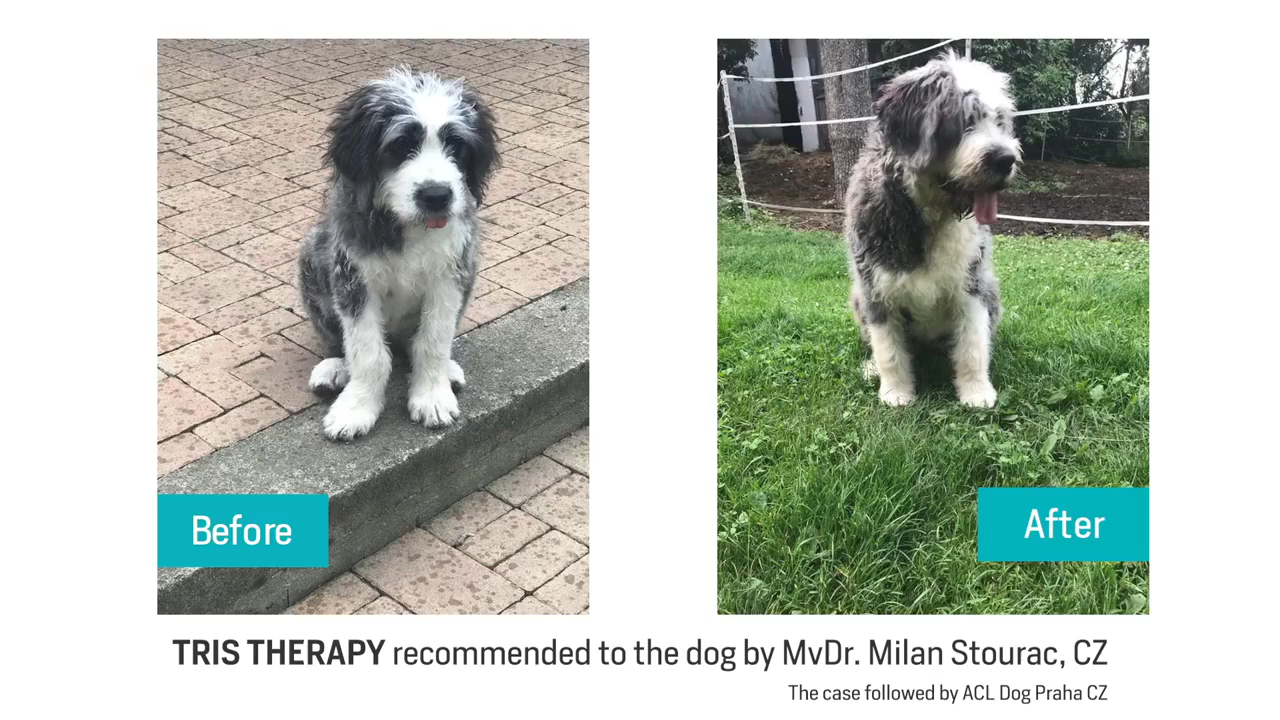 Before
After
TRIS THERAPY recommended to the dog by MvDr. Milan Stourac, CZ
The case followed by ACL Dog Praha CZ